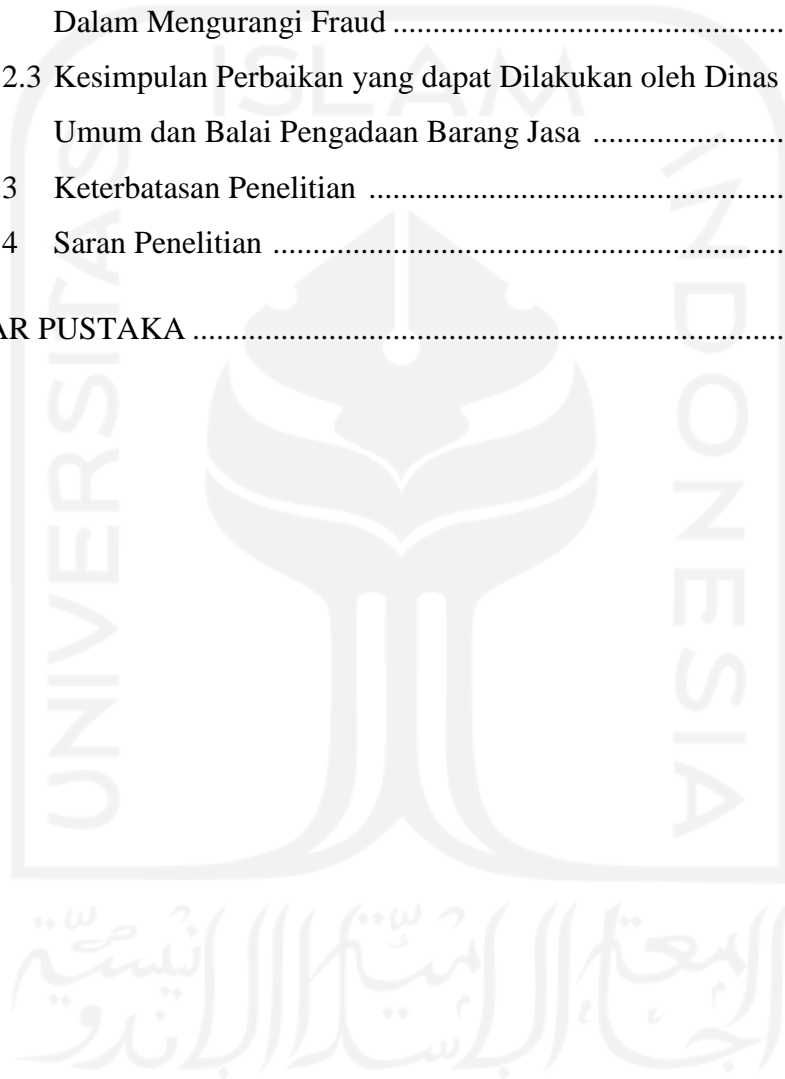 Dalam Mengurangi Fraud ....................................................
2.3 Kesimpulan Perbaikan yang dapat Dilakukan oleh Dinas
Umum dan Balai Pengadaan Barang Jasa ........................
3 Keterbatasan Penelitian ....................................................
4 Saran Penelitian ................................................................
AR PUSTAKA ..........................................................................
ISLAM
UNIVERSITAS
INDONESIA